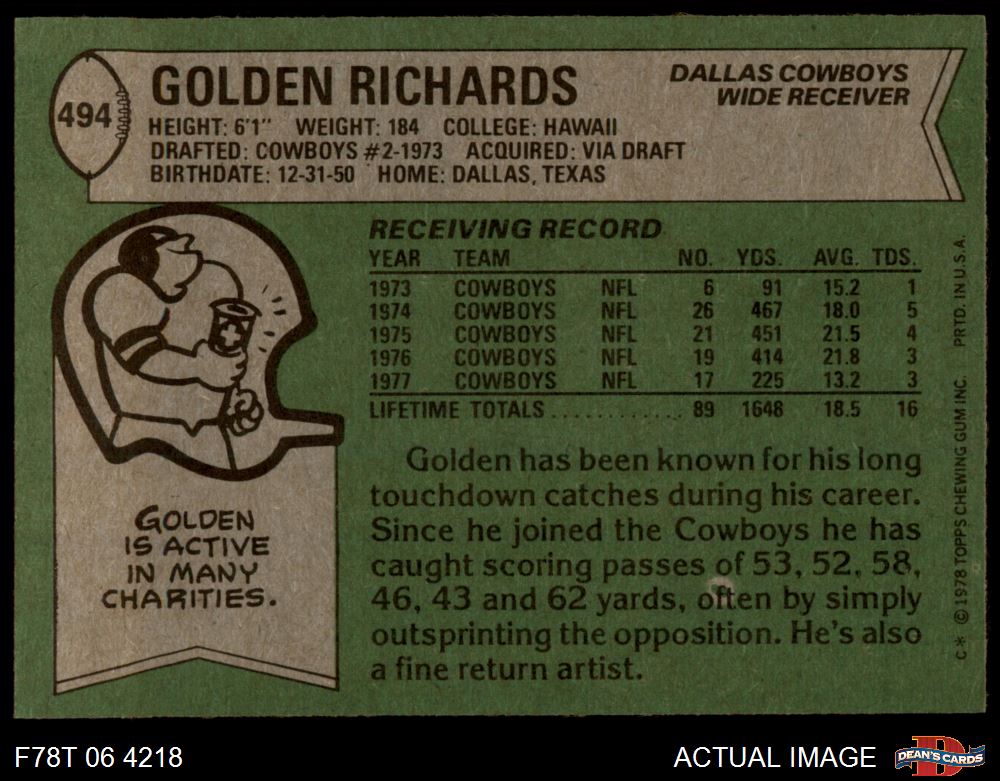 494
GOLDEN RICHARDS
DALLAS COWBOYS
WIDE RECEIVER
HEIGHT: 6'1" WEIGHT: 184 COLLEGE: HAWAII
DRAFTED: COWBOYS #2-1973 ACQUIRED: VIA DRAFT
BIRTHDATE: 12-31-50 HOME: DALLAS, TEXAS
RECEIVING RECORD
YEAR TEAM NO. YDS. AVG. TDS.
1973 COWBOYS NFL 6 91 15.2 1
1974 COWBOYS NFL 26 467 18.0 5
1975 COWBOYS NFL 21 451 21.5 4
1976 COWBOYS NFL 19 414 21.8 3
1977 COWBOYS NFL 17 225 13.2 3
LIFETIME TOTALS............ 89 1648 18.5 16
Golden has been known for his long
touchdown catches during his career.
Since he joined the Cowboys he has
caught scoring passes of 53, 52, 58,
46, 43 and 62 yards, often by simply
outsprinting the opposition. He's also
a fine return artist.
GOLDEN
IS ACTIVE
IN MANY
CHARITIES.
C* ©1978 TOPPS CHEWING GUM INC. PRTD. IN U.S.A.
F78T 06 4218
ACTUAL IMAGE
D
DEAN'S CARDS